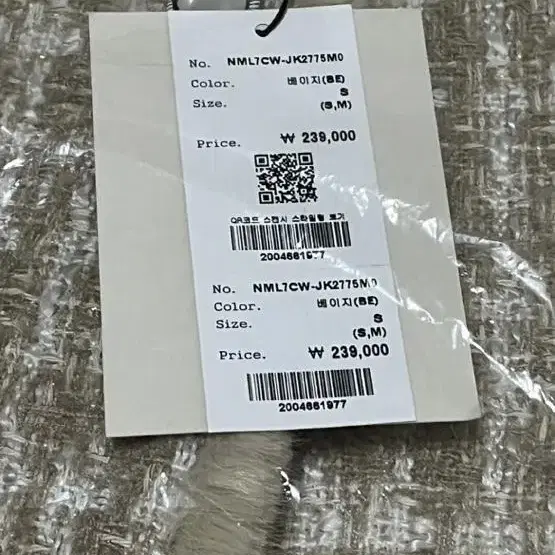 No. NML7CW-JK2775M0
Color. 베이지(BE)
Size. S
(S,M)
Price. ₩ 239,000
QR코드 스캔시 스타일링 보기
2004661977
No. NML7CW-JK2775M0
Color. 베이지(BE)
Size. S
(S,M)
Price. ₩ 239,000
2004661977